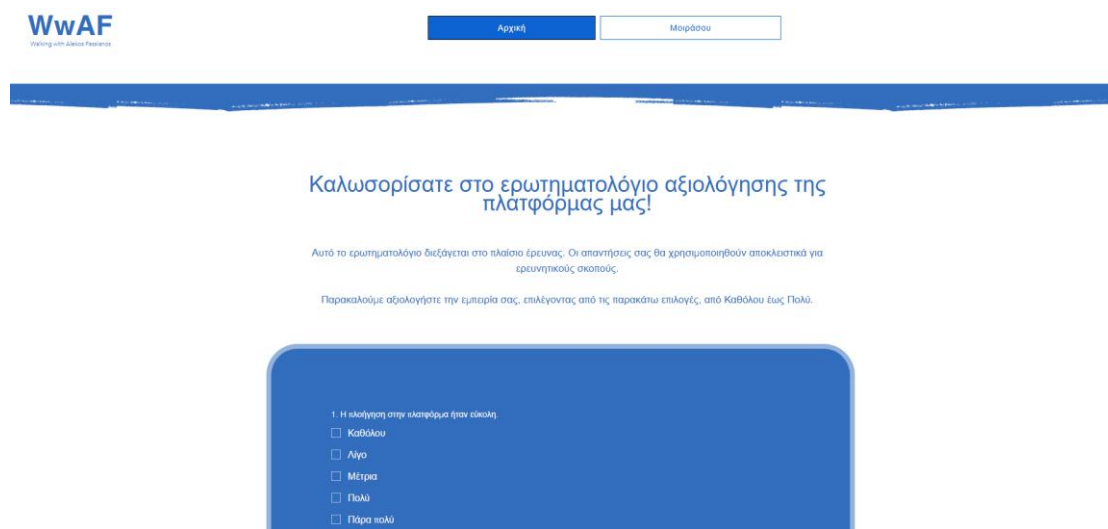 WwAF
Walking with Alekos Fassianos
Αρχική
Μοιράσου
Καλωσορίσατε στο ερωτηματολόγιο αξιολόγησης της
πλατφόρμας μας!
Αυτό το ερωτηματολόγιο διεξάγεται στο πλαίσιο έρευνας. Οι απαντήσεις σας θα χρησιμοποιηθούν αποκλειστικά για
ερευνητικούς σκοπούς.
Παρακαλούμε αξιολογήστε την εμπειρία σας, επιλέγοντας από τις παρακάτω επιλογές, από Καθόλου έως Πολύ.
1. Η πλοήγηση στην πλατφόρμα ήταν εύκολη.
Καθόλου
Λίγο
Μέτρια
Πολύ
Πάρα πολύ